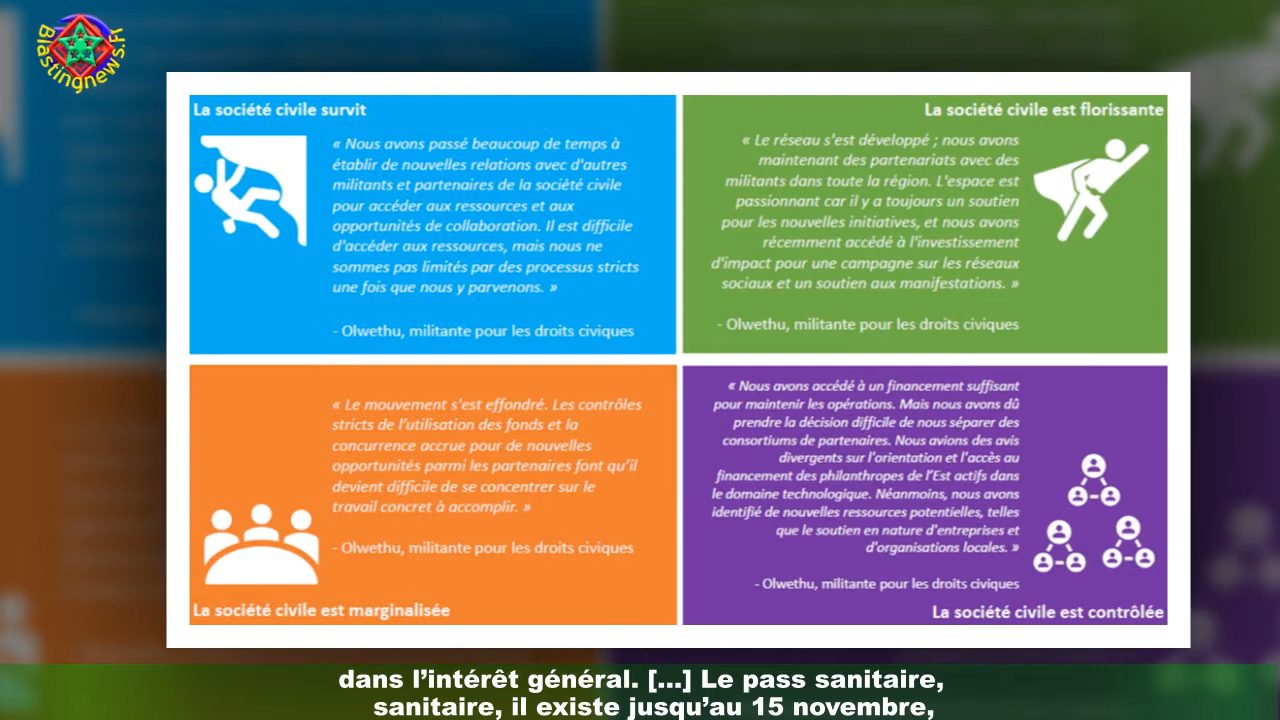 Blastingnews.Fr
La société civile survit
« Nous avons passé beaucoup de temps à
établir de nouvelles relations avec d'autres
militants et partenaires de la société civile
pour accéder aux ressources et aux
opportunités de collaboration. Il est difficile
d'accéder aux ressources, mais nous ne
sommes pas limités par des processus stricts
une fois que nous y parvenons. »
- Olwethu, militante pour les droits civiques
La société civile est florissante
« Le réseau s'est développé ; nous avons
maintenant des partenariats avec des
militants dans toute la région. L'espace est
passionnant car il y a toujours un soutien
pour les nouvelles initiatives, et nous avons
récemment accédé à l'investissement
d'impact pour une campagne sur les réseaux
sociaux et un soutien aux manifestations. »
- Olwethu, militante pour les droits civiques
« Le mouvement s'est effondré. Les contrôles
stricts de l’utilisation des fonds et la
concurrence accrue pour de nouvelles
opportunités parmi les partenaires font qu’il
devient difficile de se concentrer sur le
travail concret à accomplir. »
- Olwethu, militante pour les droits civiques
La société civile est marginalisée
« Nous avons accédé à un financement suffisant
pour maintenir les opérations. Mais nous avons dû
prendre la décision difficile de nous séparer des
consortiums de partenaires. Nous avions des avis
divergents sur l'orientation et l'accès au
financement des philanthropes de l’Est actifs dans
le domaine technologique. Néanmoins, nous avons
identifié de nouvelles ressources potentielles, telles
que le soutien en nature d'entreprises et
d'organisations locales. »
- Olwethu, militante pour les droits civiques
La société civile est contrôlée
dans l’intérêt général. [...] Le pass sanitaire,
sanitaire, il existe jusqu’au 15 novembre,